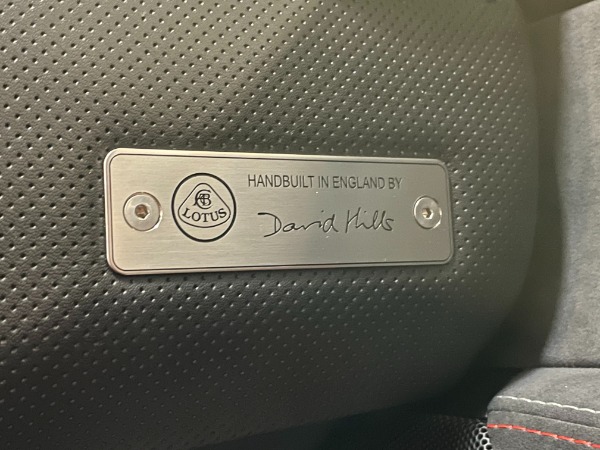 HANDBUILT IN ENGLAND BY
LOTUS
David Hills